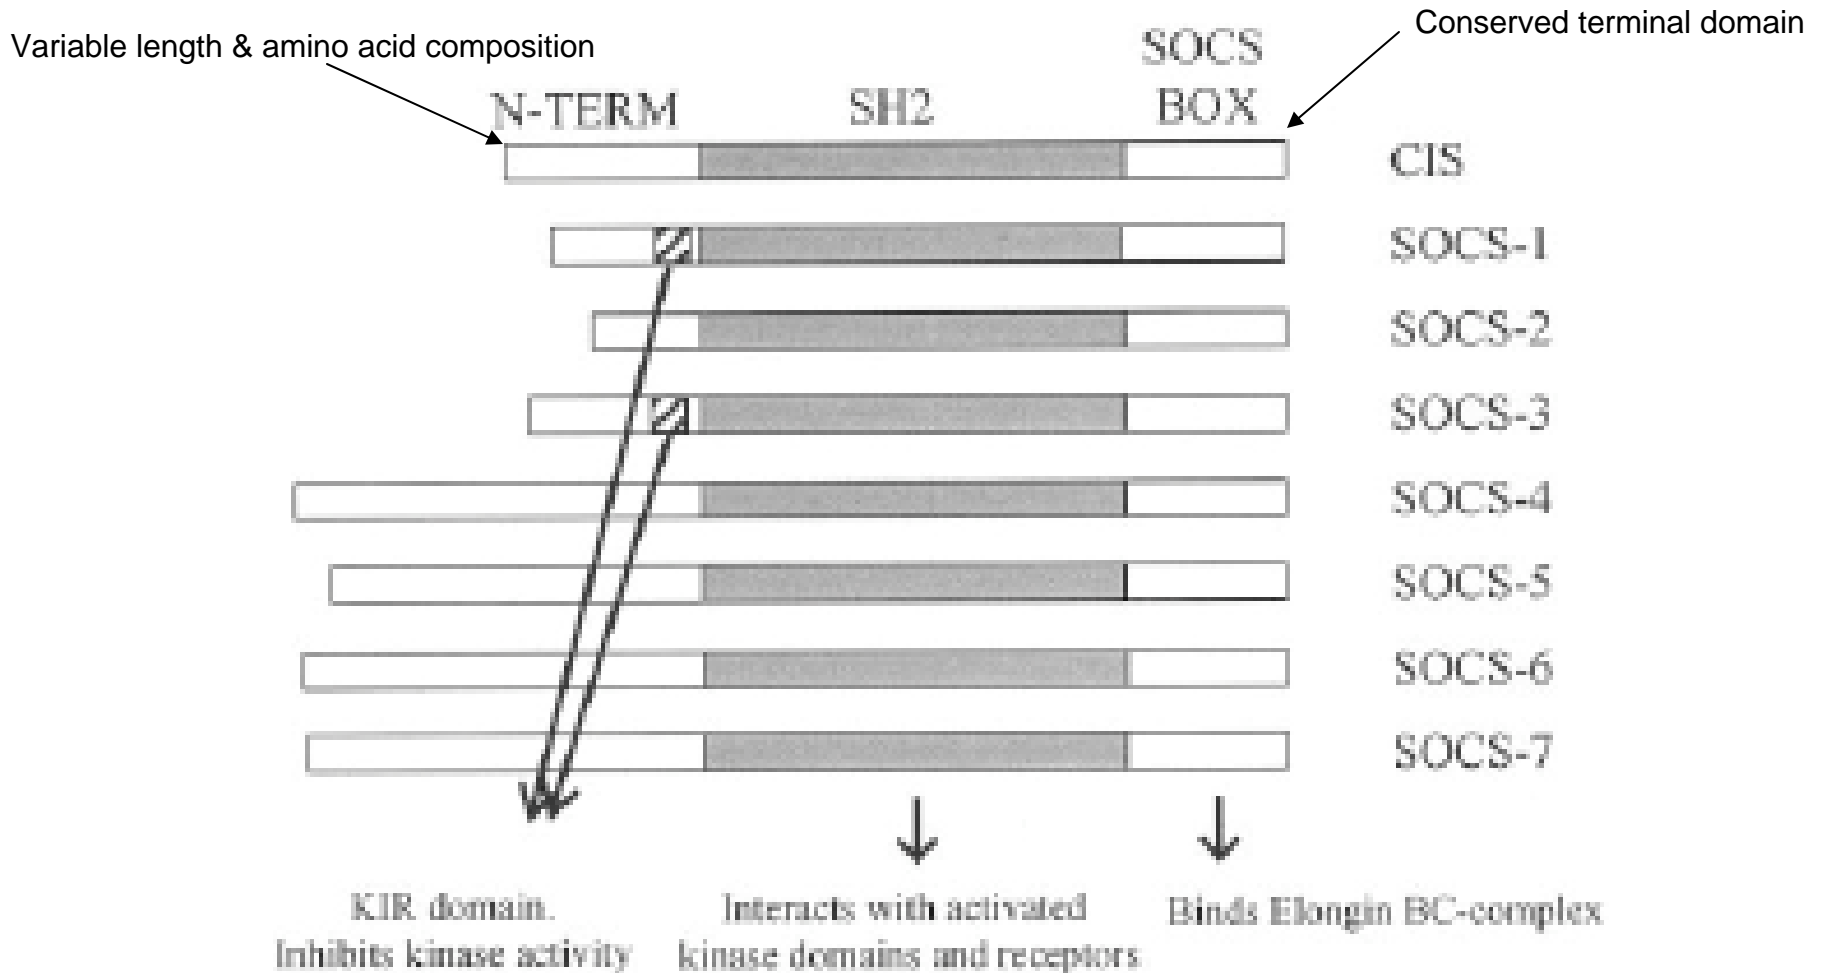 Variable length & amino acid composition
Conserved terminal domain
N-TERM
SH2
SOCS
BOX
CIS
SOCS-1
SOCS-2
SOCS-3
SOCS-4
SOCS-5
SOCS-6
SOCS-7
KIR domain.
Inhibits kinase activity
Interacts with activated
kinase domains and receptors
Binds Elongin BC-complex